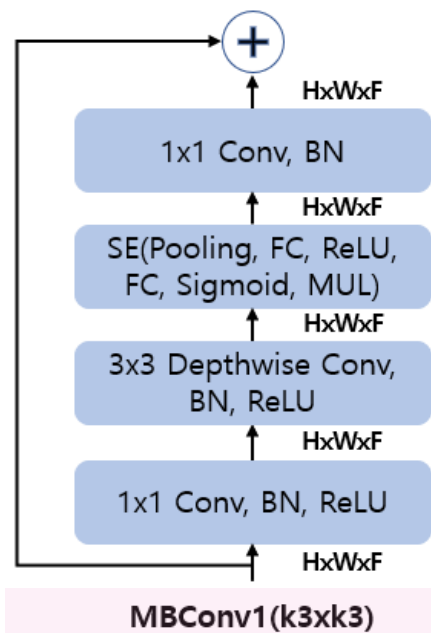 +
HxWxF
1x1 Conv, BN
HxWxF
SE(Pooling, FC, ReLU,
FC, Sigmoid, MUL)
HxWxF
3x3 Depthwise Conv,
BN, ReLU
HxWxF
1x1 Conv, BN, ReLU
HxWxF
MBConv1(k3xk3)